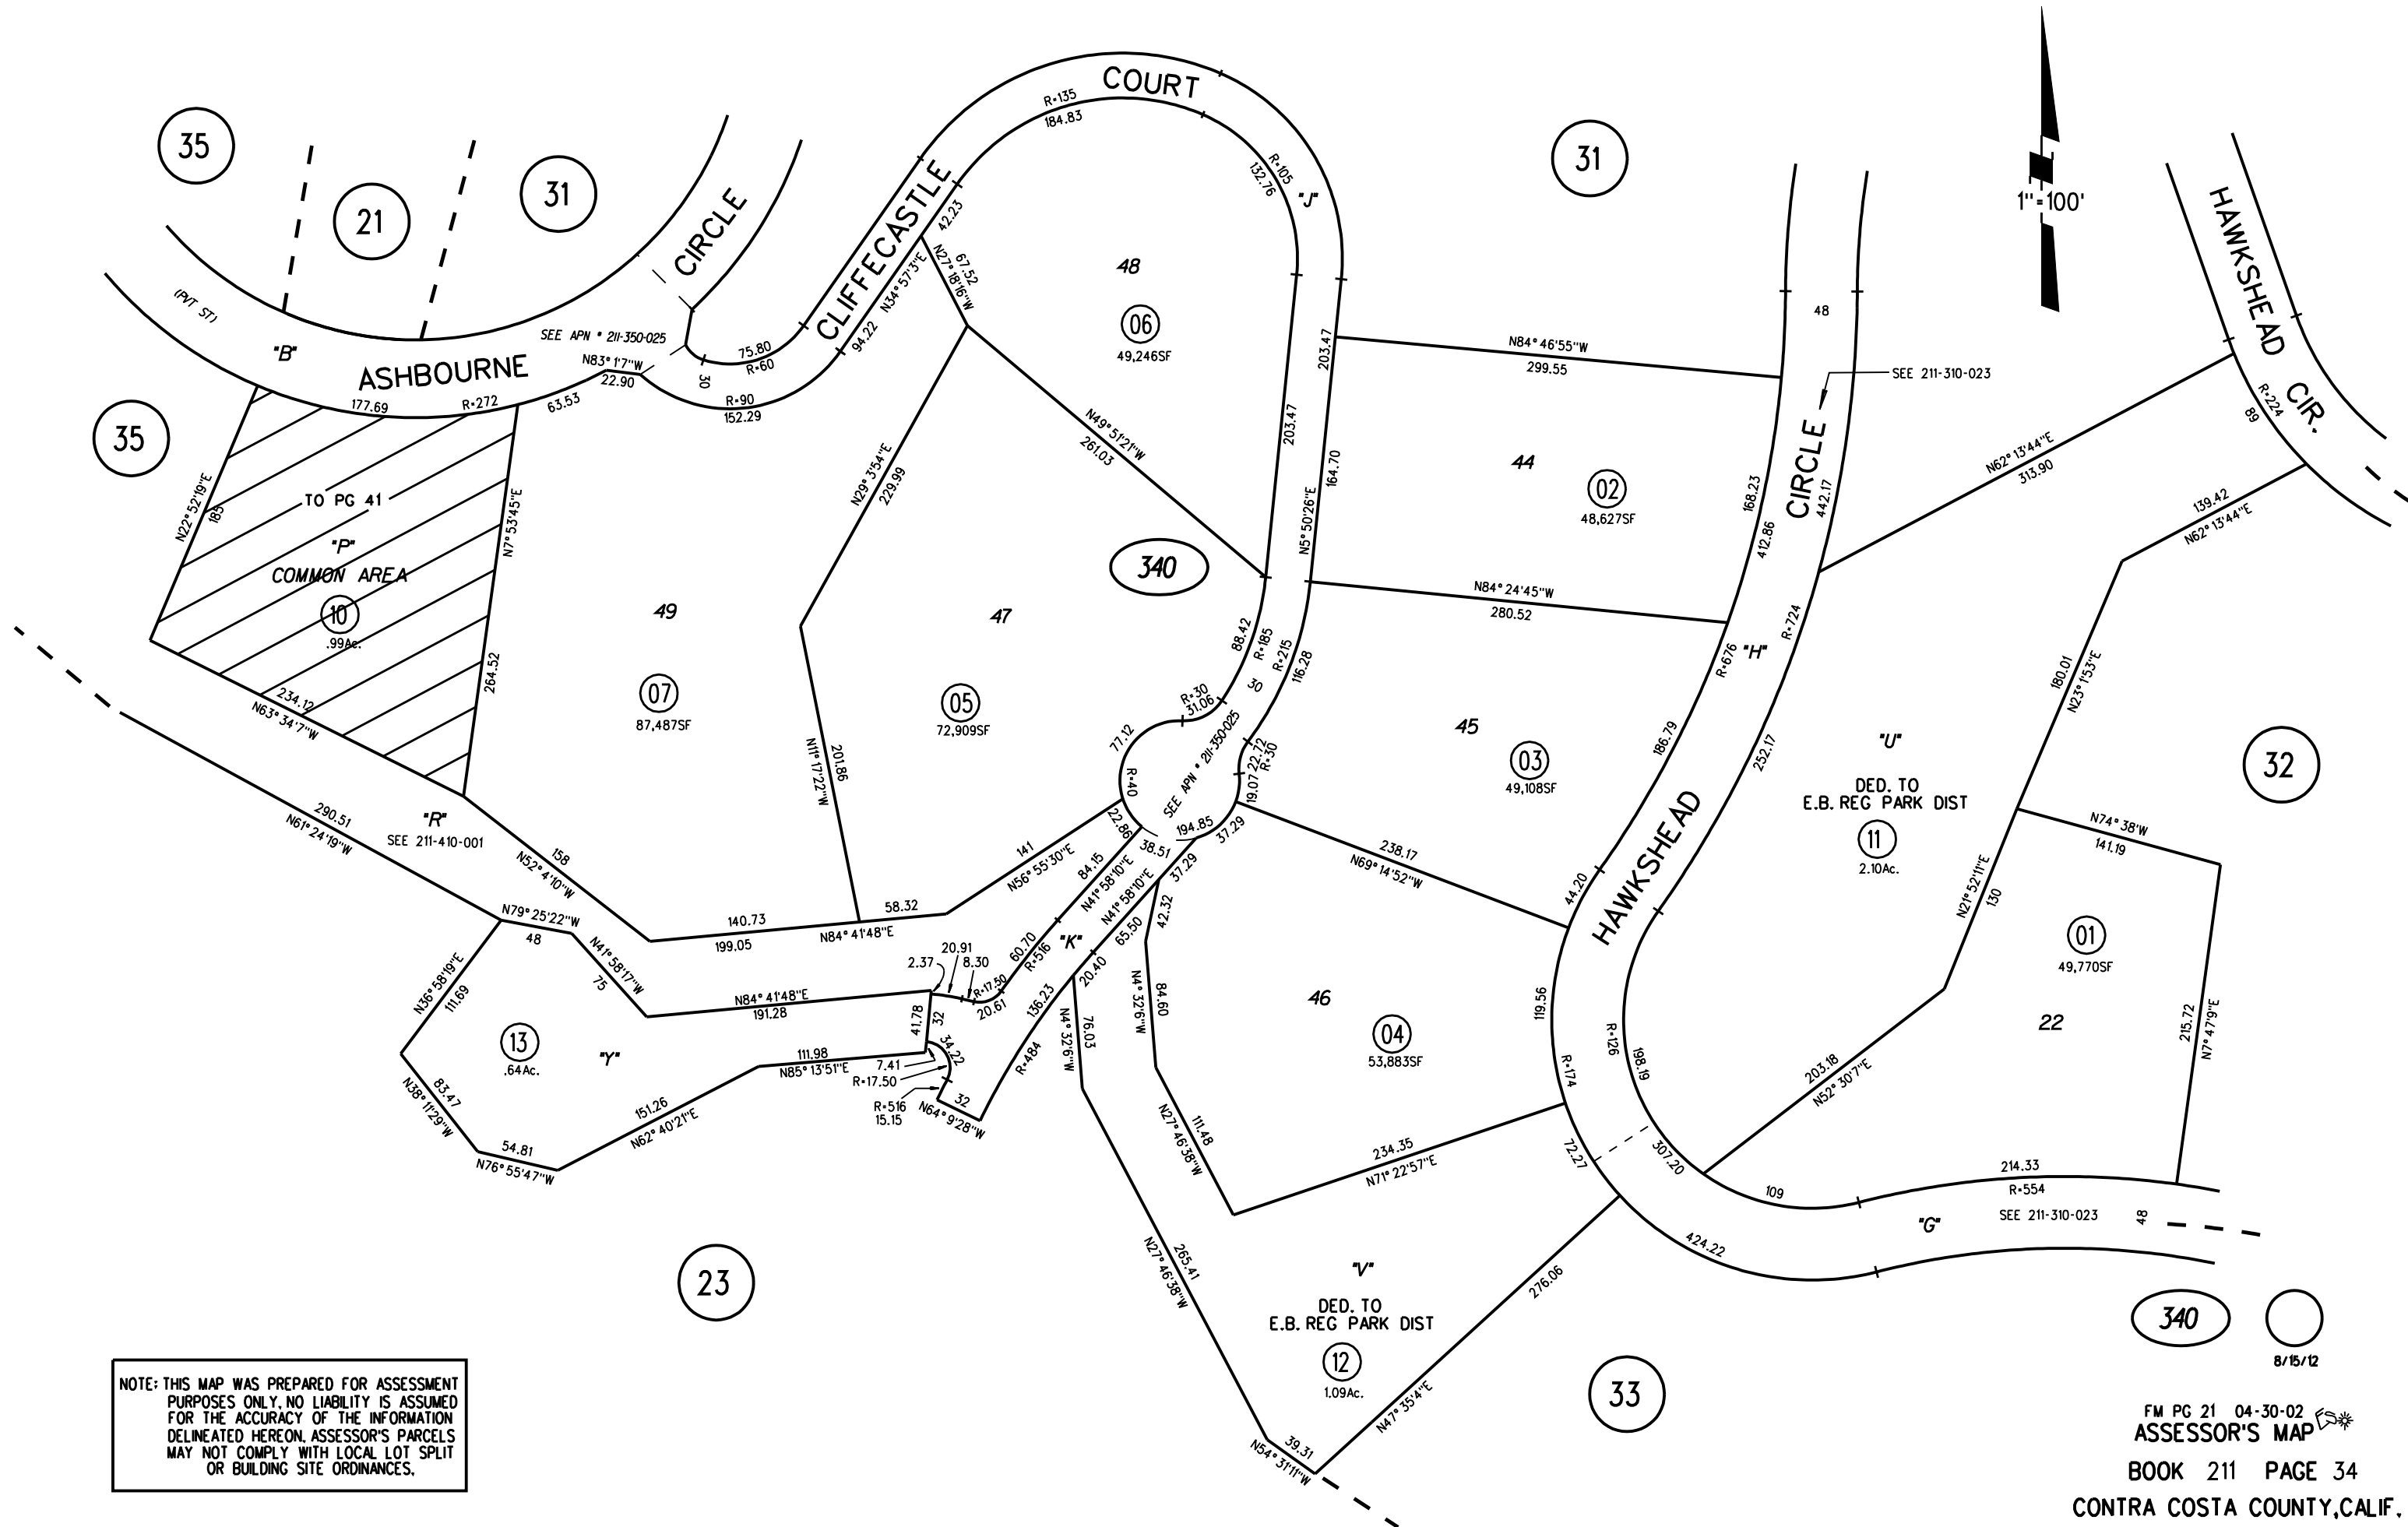 COURT
R=135
184.83
35
21
31
CIRCLE
CLIFFECASTLE
42.23
67.52
N27°18'16"W
N34°57'3"E
94.22
R=105
132.76
"J"
31
1"=100'
HAWKSHEAD CIR.
R=224
89
(PVT ST)
"B"
ASHBOURNE
SEE APN # 211-350-025
N83°1'7"W
22.90
75.80
R=60
30
R=90
152.29
177.69
R=272
63.53
48
06
49,246SF
203.47
203.47
164.70
N5°50'26"E
N84°46'55"W
299.55
48
SEE 211-310-023
CIRCLE
442.17
168.23
412.86
44
02
48,627SF
N84°24'45"W
280.52
N62°13'44"E
313.90
139.42
N62°13'44"E
35
N22°52'19"E
185
TO PG 41
"P"
COMMON AREA
10
.99Ac.
N7°53'45"E
264.52
234.12
N63°34'7"W
N29°3'54"E
229.99
N49°51'21"W
261.03
340
49
07
87,487SF
47
05
72,909SF
N11°17'22"W
201.86
88.42
R=185
R=215
116.28
30
R=30
31.06
77.12
R=40
22.86
SEE APN # 211-350-025
22.72
R=30
19.07
194.85
37.29
38.51
37.29
45
03
49,108SF
186.79
R=676
"H"
R=724
252.17
180.01
N23°1'53"E
"U"
DED. TO
E.B. REG PARK DIST
11
2.10Ac.
32
N74°38'W
141.19
N21°52'11"E
130
01
49,770SF
22
215.72
N7°47'9"E
203.18
N52°30'7"E
290.51
N61°24'19"W
"R"
SEE 211-410-001
158
N52°4'10"W
140.73
58.32
199.05
N84°41'48"E
141
N56°55'30"E
84.15
N41°58'10"E
N41°58'10"E
65.50
42.32
"K"
60.70
R=516
20.40
136.23
R=484
238.17
N69°14'52"W
44.20
HAWKSHEAD
119.56
R=174
R=126
198.19
72.27
307.20
109
N79°25'22"W
48
N41°58'17"W
75
N36°58'19"E
111.69
13
.64Ac.
"Y"
N84°41'48"E
191.28
2.37
20.91
8.30
R=17.50
20.61
41.78
32
34.22
7.41
R=17.50
R=516
15.15
32
N64°9'28"W
111.98
N85°13'51"E
151.26
N62°40'21"E
54.81
N76°55'47"W
83.47
N38°11'29"W
N4°32'6"W
76.03
N4°32'6"W
84.60
46
04
53,883SF
N27°46'38"W
111.48
234.35
N71°22'57"E
265.41
N27°46'38"W
"V"
DED. TO
E.B. REG PARK DIST
12
1.09Ac.
276.06
N47°35'4"E
39.31
N54°31'11"W
424.22
214.33
R=554
"G"
SEE 211-310-023
48
23
33
340
8/15/12
NOTE: THIS MAP WAS PREPARED FOR ASSESSMENT
PURPOSES ONLY. NO LIABILITY IS ASSUMED
FOR THE ACCURACY OF THE INFORMATION
DELINEATED HEREON. ASSESSOR'S PARCELS
MAY NOT COMPLY WITH LOCAL LOT SPLIT
OR BUILDING SITE ORDINANCES.
FM PG 21 04-30-02
ASSESSOR'S MAP
BOOK 211 PAGE 34
CONTRA COSTA COUNTY, CALIF.